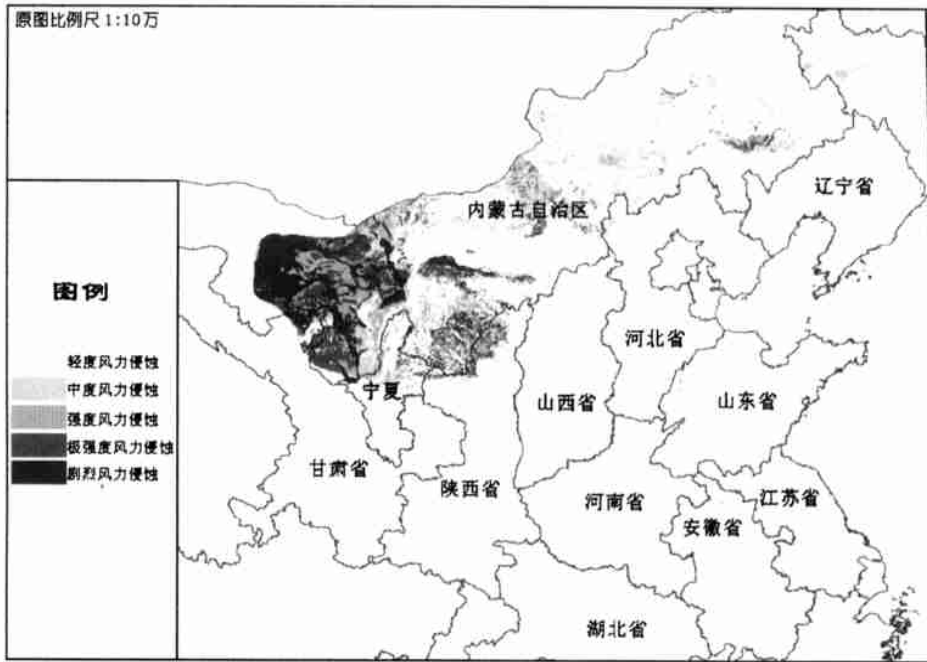 原图比例尺1:10万
图例
轻度风力侵蚀
中度风力侵蚀
强度风力侵蚀
极强度风力侵蚀
剧烈风力侵蚀
内蒙古自治区
辽宁省
河北省
宁夏
山西省
山东省
甘肃省
陕西省
河南省
江苏省
安徽省
湖北省